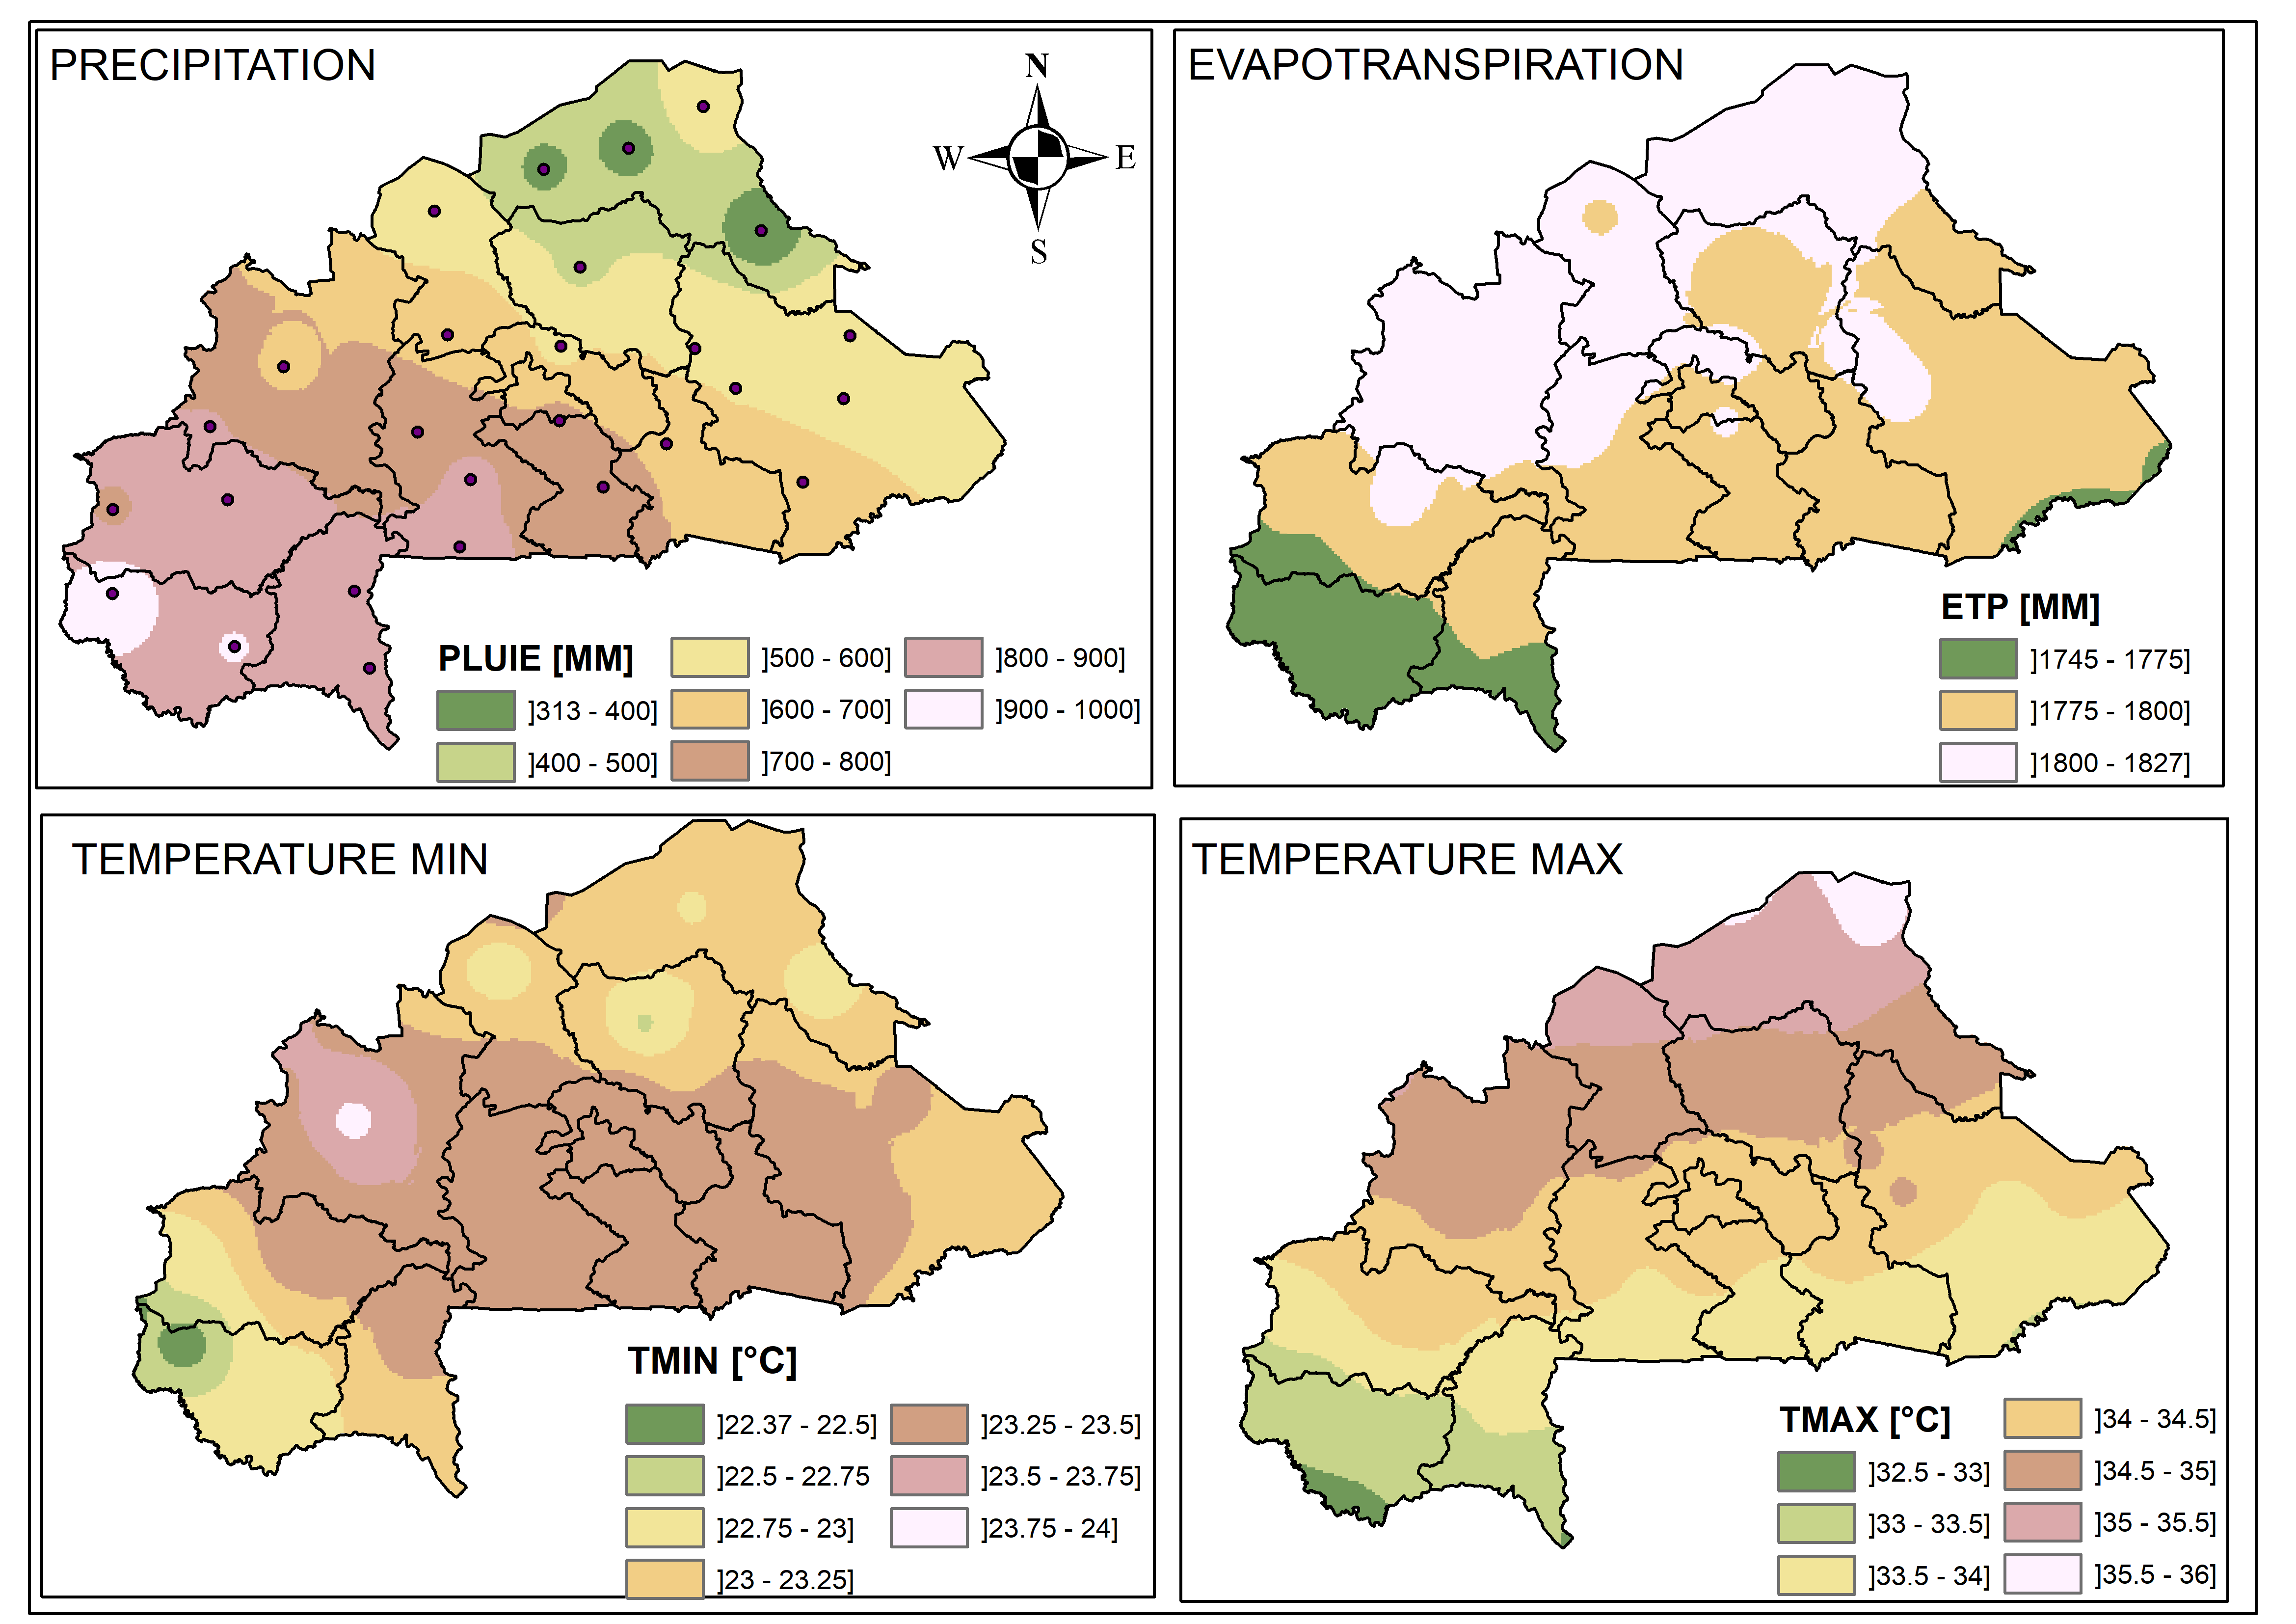 PRECIPITATION
N
W E
S
PLUIE [MM]
]313 - 400]
]400 - 500]
]500 - 600]
]600 - 700]
]700 - 800]
]800 - 900]
]900 - 1000]
EVAPOTRANSPIRATION
ETP [MM]
]1745 - 1775]
]1775 - 1800]
]1800 - 1827]
TEMPERATURE MIN
TMIN [°C]
]22.37 - 22.5]
]22.5 - 22.75
]22.75 - 23]
]23 - 23.25]
]23.25 - 23.5]
]23.5 - 23.75]
]23.75 - 24]
TEMPERATURE MAX
TMAX [°C]
]32.5 - 33]
]33 - 33.5]
]33.5 - 34]
]34 - 34.5]
]34.5 - 35]
]35 - 35.5]
]35.5 - 36]